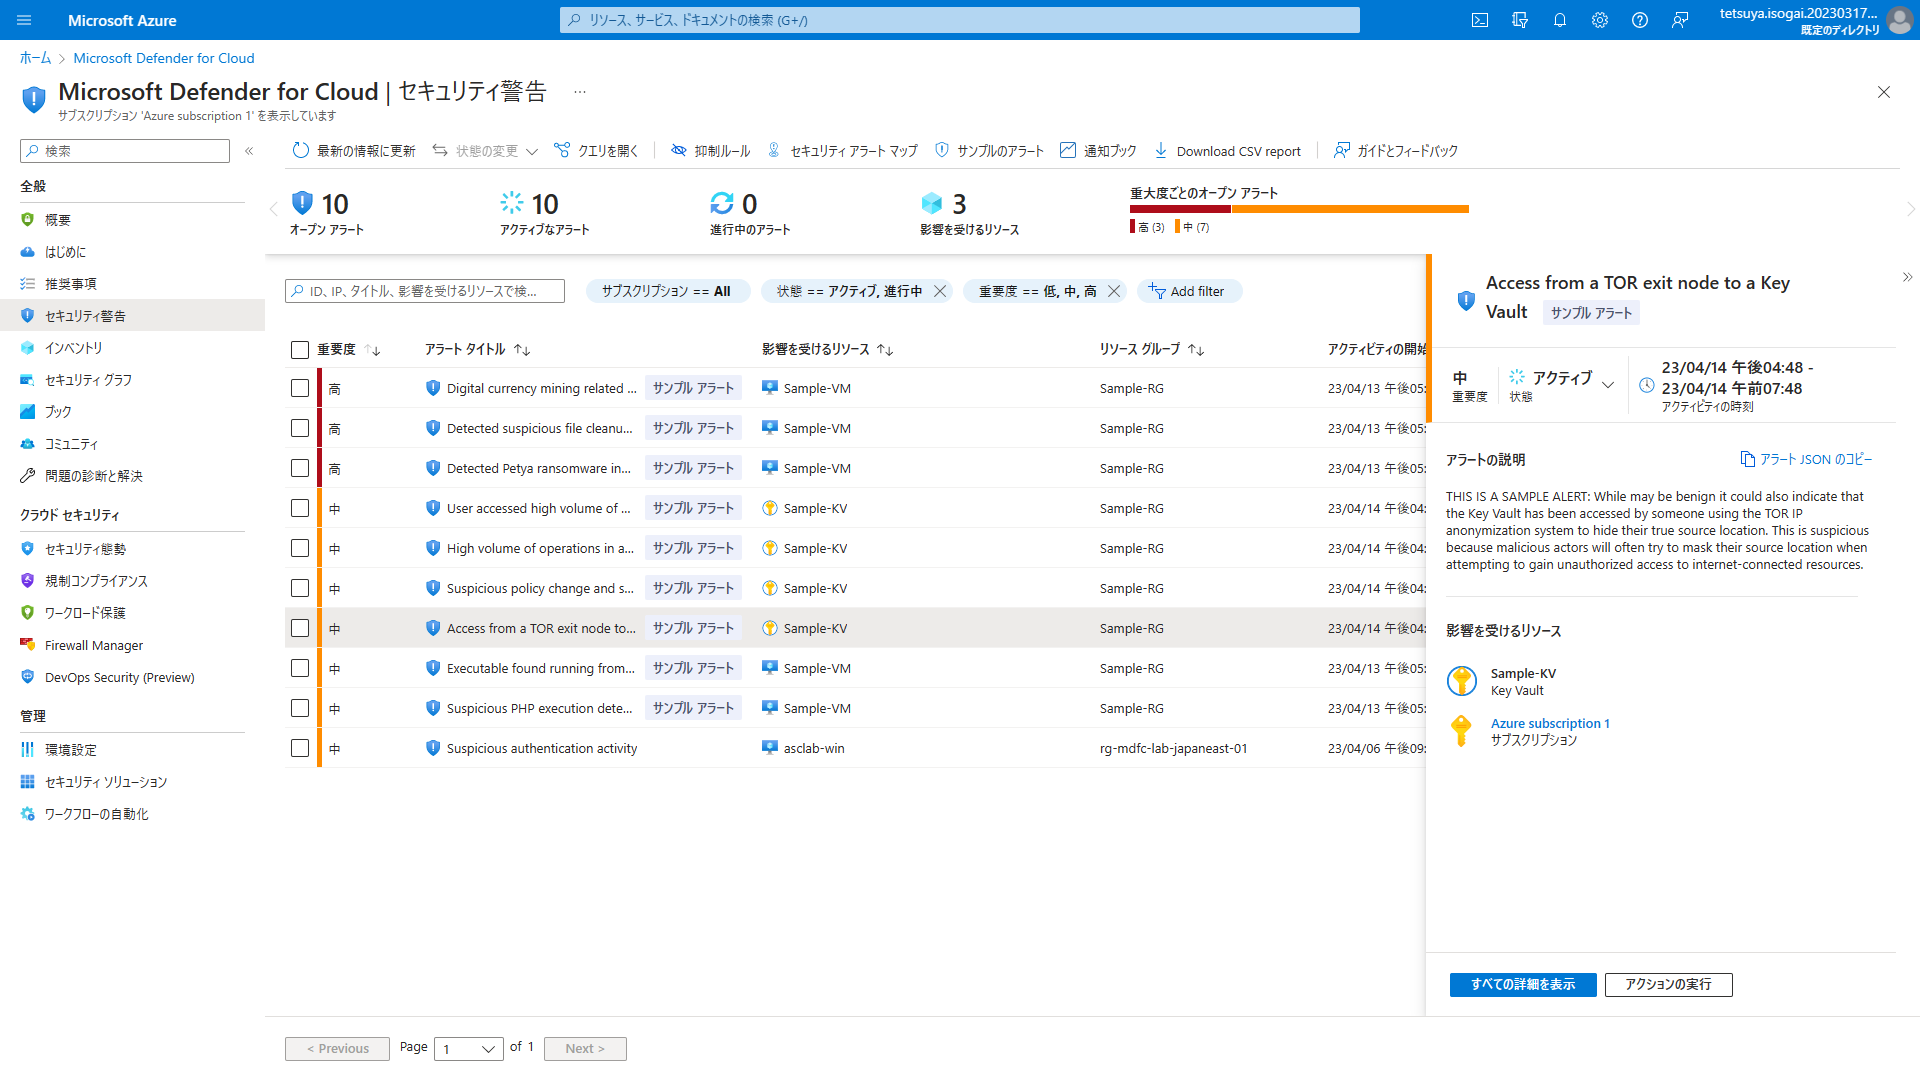 Microsoft Azure
リソース、サービス、ドキュメントの検索 (G+/)
tetsuya.isogai.20230317...
既定のディレクトリ
ホーム > Microsoft Defender for Cloud
Microsoft Defender for Cloud | セキュリティ警告 ...
サブスクリプション 'Azure subscription 1' を表示しています
検索
«
全般
概要
はじめに
推奨事項
セキュリティ警告
インベントリ
セキュリティ グラフ
ブック
コミュニティ
問題の診断と解決
クラウド セキュリティ
セキュリティ態勢
規制コンプライアンス
ワークロード保護
Firewall Manager
DevOps Security (Preview)
管理
環境設定
セキュリティ ソリューション
ワークフローの自動化
最新の情報に更新 状態の変更 クエリを開く 抑制ルール セキュリティ アラート マップ サンプルのアラート 通知ブック Download CSV report ガイドとフィードバック
10 10 0 3
オープン アラート アクティブなアラート 進行中のアラート 影響を受けるリソース
重大度ごとのオープン アラート
高 (3) 中 (7)
ID、IP、タイトル、影響を受けるリソースで検... サブスクリプション == All 状態 == アクティブ, 進行中 重要度 == 低, 中, 高 Add filter
重要度 ↑↓ アラート タイトル ↑↓ 影響を受けるリソース ↑↓ リソース グループ ↑↓ アクティビティの開始
高 Digital currency mining related ... サンプル アラート Sample-VM Sample-RG 23/04/13 午後05:
高 Detected suspicious file cleanu... サンプル アラート Sample-VM Sample-RG 23/04/13 午後05:
高 Detected Petya ransomware in... サンプル アラート Sample-VM Sample-RG 23/04/13 午後05:
中 User accessed high volume of ... サンプル アラート Sample-KV Sample-RG 23/04/14 午後04:
中 High volume of operations in a... サンプル アラート Sample-KV Sample-RG 23/04/14 午後04:
中 Suspicious policy change and s... サンプル アラート Sample-KV Sample-RG 23/04/14 午後04:
中 Access from a TOR exit node to... サンプル アラート Sample-KV Sample-RG 23/04/14 午後04:
中 Executable found running from... サンプル アラート Sample-VM Sample-RG 23/04/13 午後05:
中 Suspicious PHP execution dete... サンプル アラート Sample-VM Sample-RG 23/04/13 午後05:
中 Suspicious authentication activity asclab-win rg-mdfc-lab-japaneast-01 23/04/06 午後09:
< Previous Page 1 of 1 Next >
»
Access from a TOR exit node to a Key
Vault サンプル アラート
中
重要度
アクティブ
状態
23/04/14 午後04:48 -
23/04/14 午前07:48
アクティビティの時刻
アラートの説明 アラート JSON のコピー
THIS IS A SAMPLE ALERT: While may be benign it could also indicate that
the Key Vault has been accessed by someone using the TOR IP
anonymization system to hide their true source location. This is suspicious
because malicious actors will often try to mask their source location when
attempting to gain unauthorized access to internet-connected resources.
影響を受けるリソース
Sample-KV
Key Vault
Azure subscription 1
サブスクリプション
すべての詳細を表示 アクションの実行